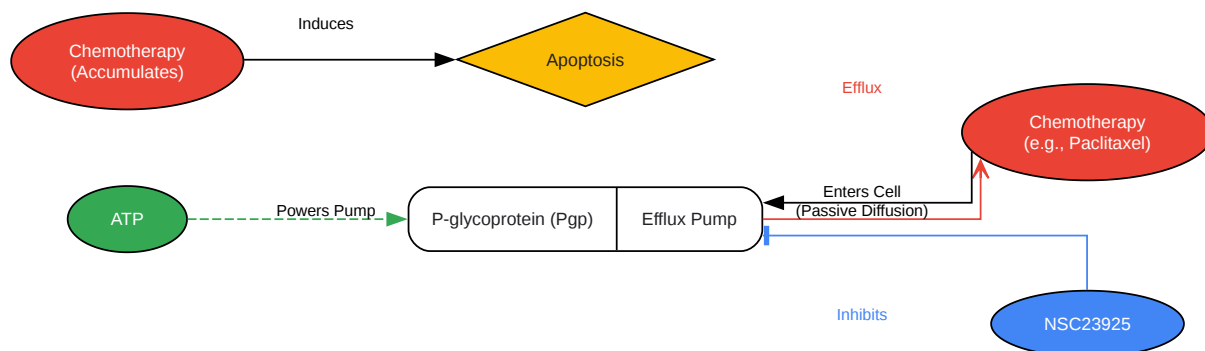 Induces
Chemotherapy
(Accumulates)
Apoptosis
Efflux
Chemotherapy
(e.g., Paclitaxel)
Enters Cell
(Passive Diffusion)
ATP
Powers Pump
P-glycoprotein (Pgp)
Efflux Pump
Inhibits
NSC23925